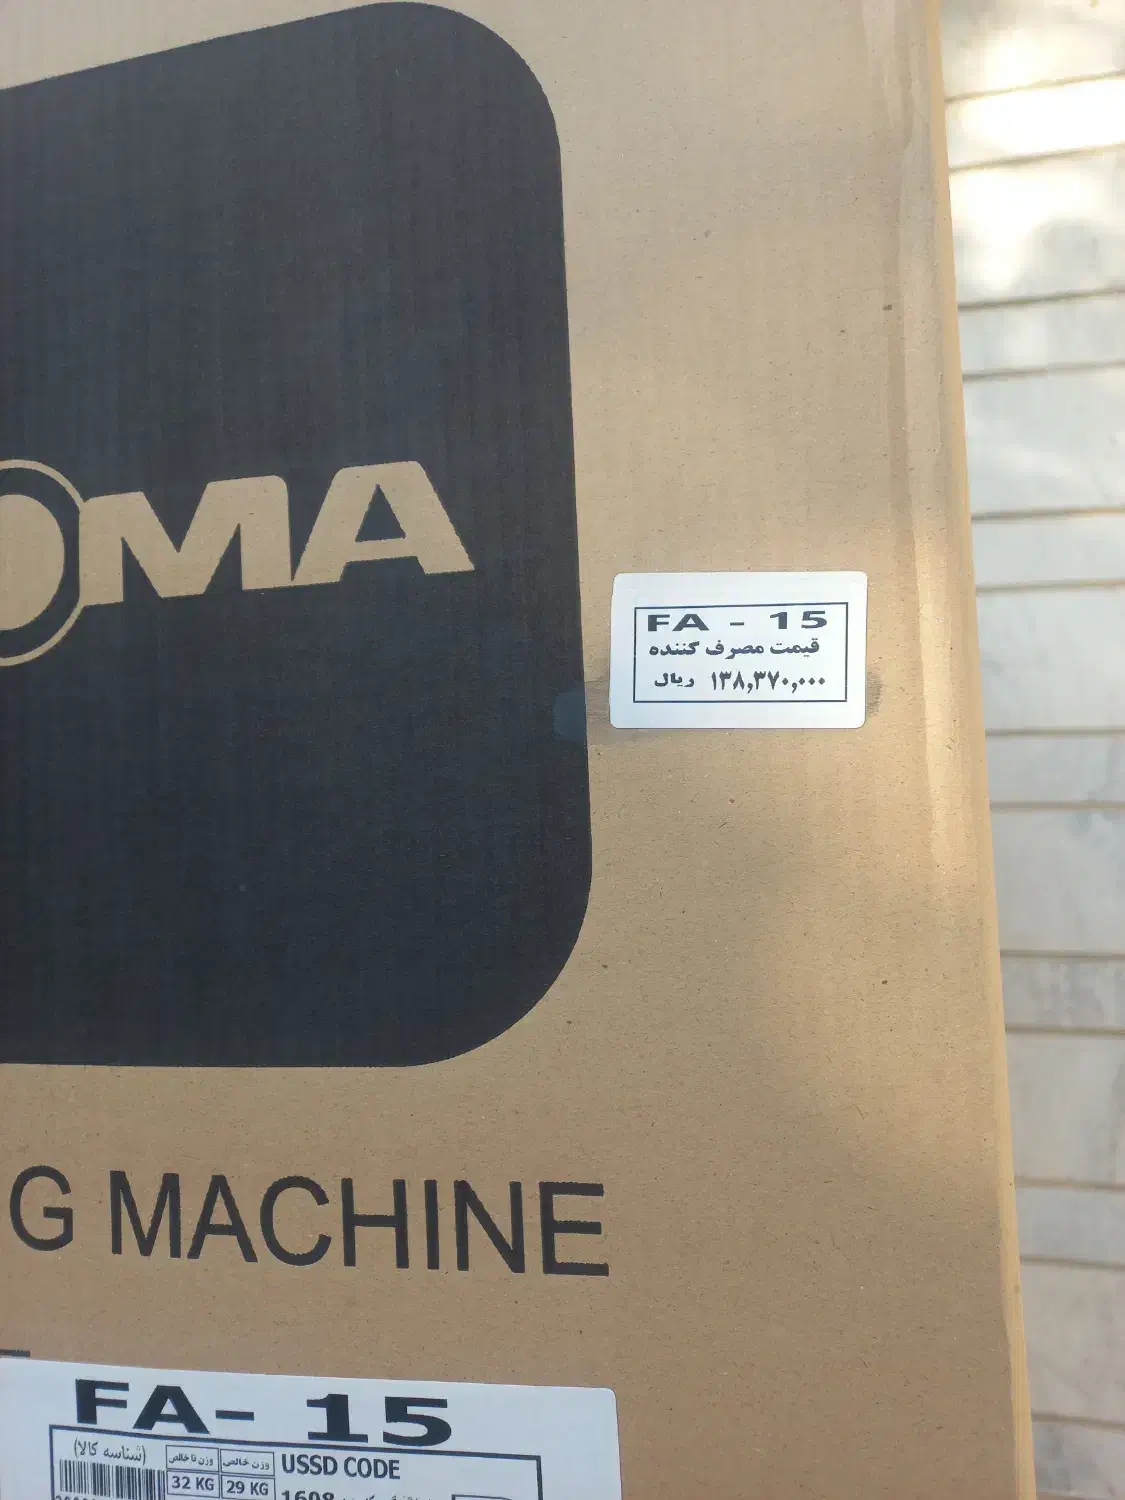 OMA
FA - 15
قیمت مصرف کننده
۱۳۸,۳۷۰,۰۰۰ ریال
G MACHINE
FA- 15
(شناسه کالا)
وزن ناخالص
وزن خالص
USSD CODE
32 KG
29 KG
1608